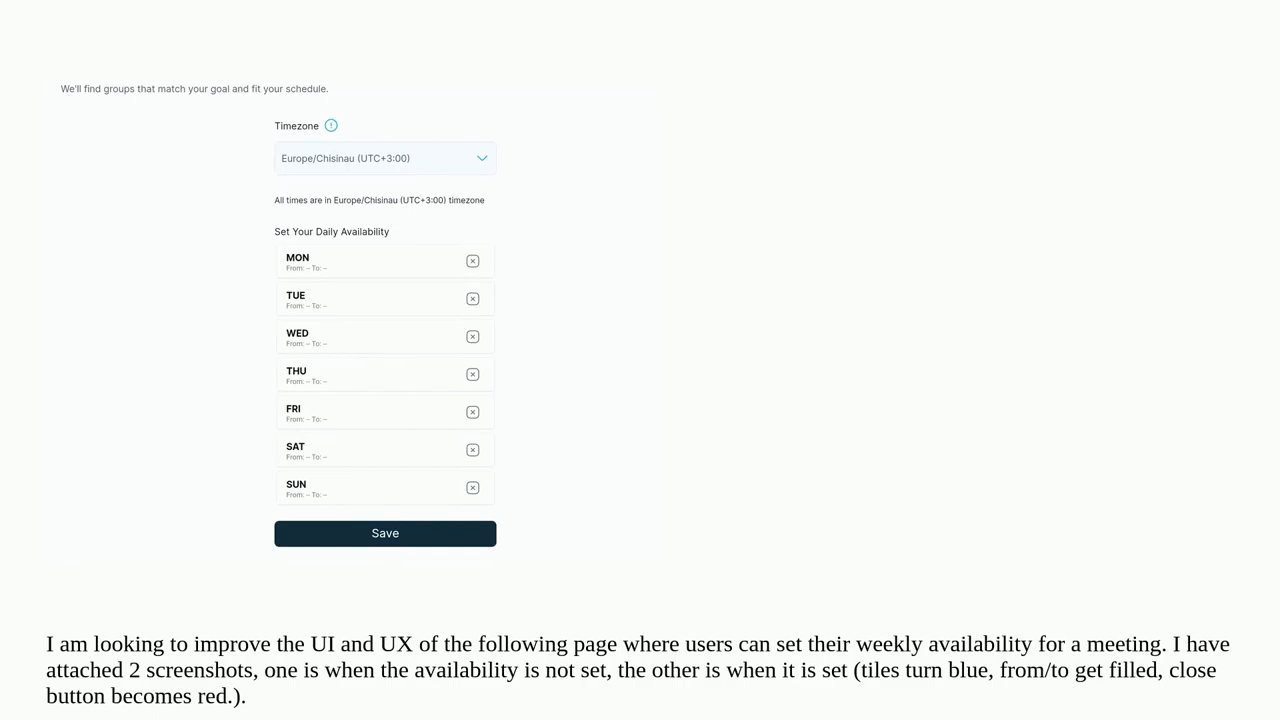 We'll find groups that match your goal and fit your schedule.
Timezone
Europe/Chisinau (UTC+3:00)
All times are in Europe/Chisinau (UTC+3:00) timezone
Set Your Daily Availability
MON
From: – To: –
TUE
From: – To: –
WED
From: – To: –
THU
From: – To: –
FRI
From: – To: –
SAT
From: – To: –
SUN
From: – To: –
Save
I am looking to improve the UI and UX of the following page where users can set their weekly availability for a meeting. I have
attached 2 screenshots, one is when the availability is not set, the other is when it is set (tiles turn blue, from/to get filled, close
button becomes red.).